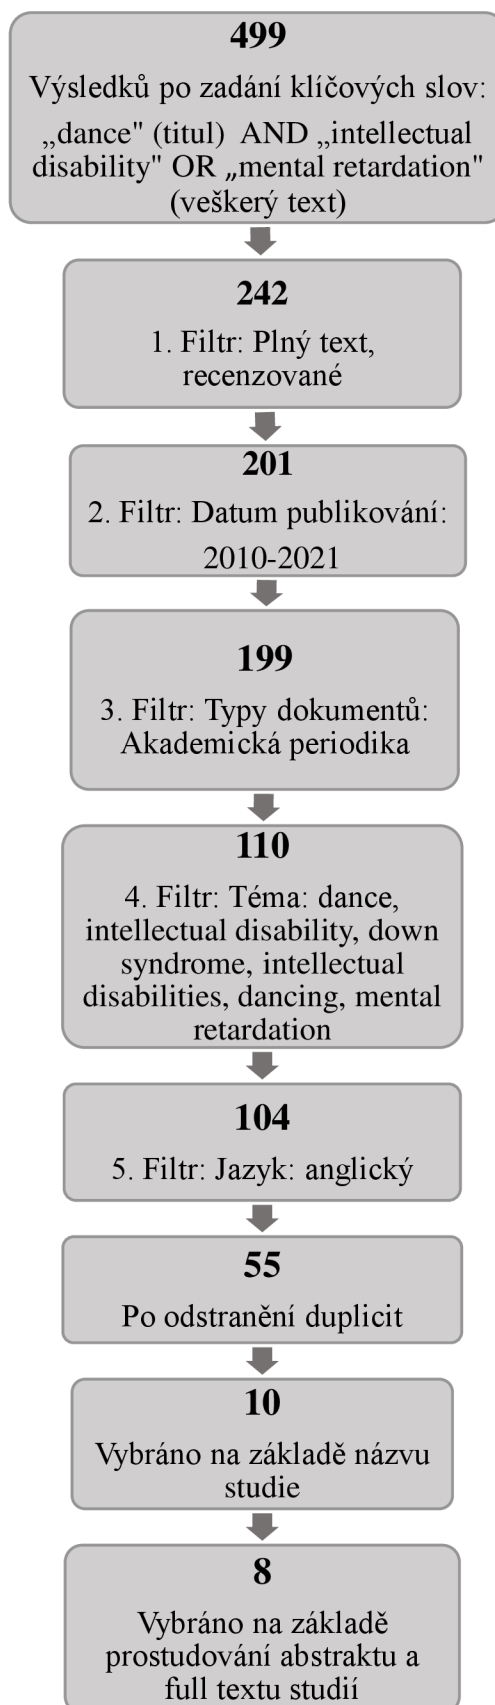 499
Výsledků po zadání klíčových slov:
„dance" (titul) AND „intellectual
disability" OR „mental retardation"
(veškerý text)
242
1. Filtr: Plný text,
recenzované
201
2. Filtr: Datum publikování:
2010-2021
199
3. Filtr: Typy dokumentů:
Akademická periodika
110
4. Filtr: Téma: dance,
intellectual disability, down
syndrome, intellectual
disabilities, dancing, mental
retardation
104
5. Filtr: Jazyk: anglický
55
Po odstranění duplicit
10
Vybráno na základě názvu
studie
8
Vybráno na základě
prostudování abstraktu a
full textu studií